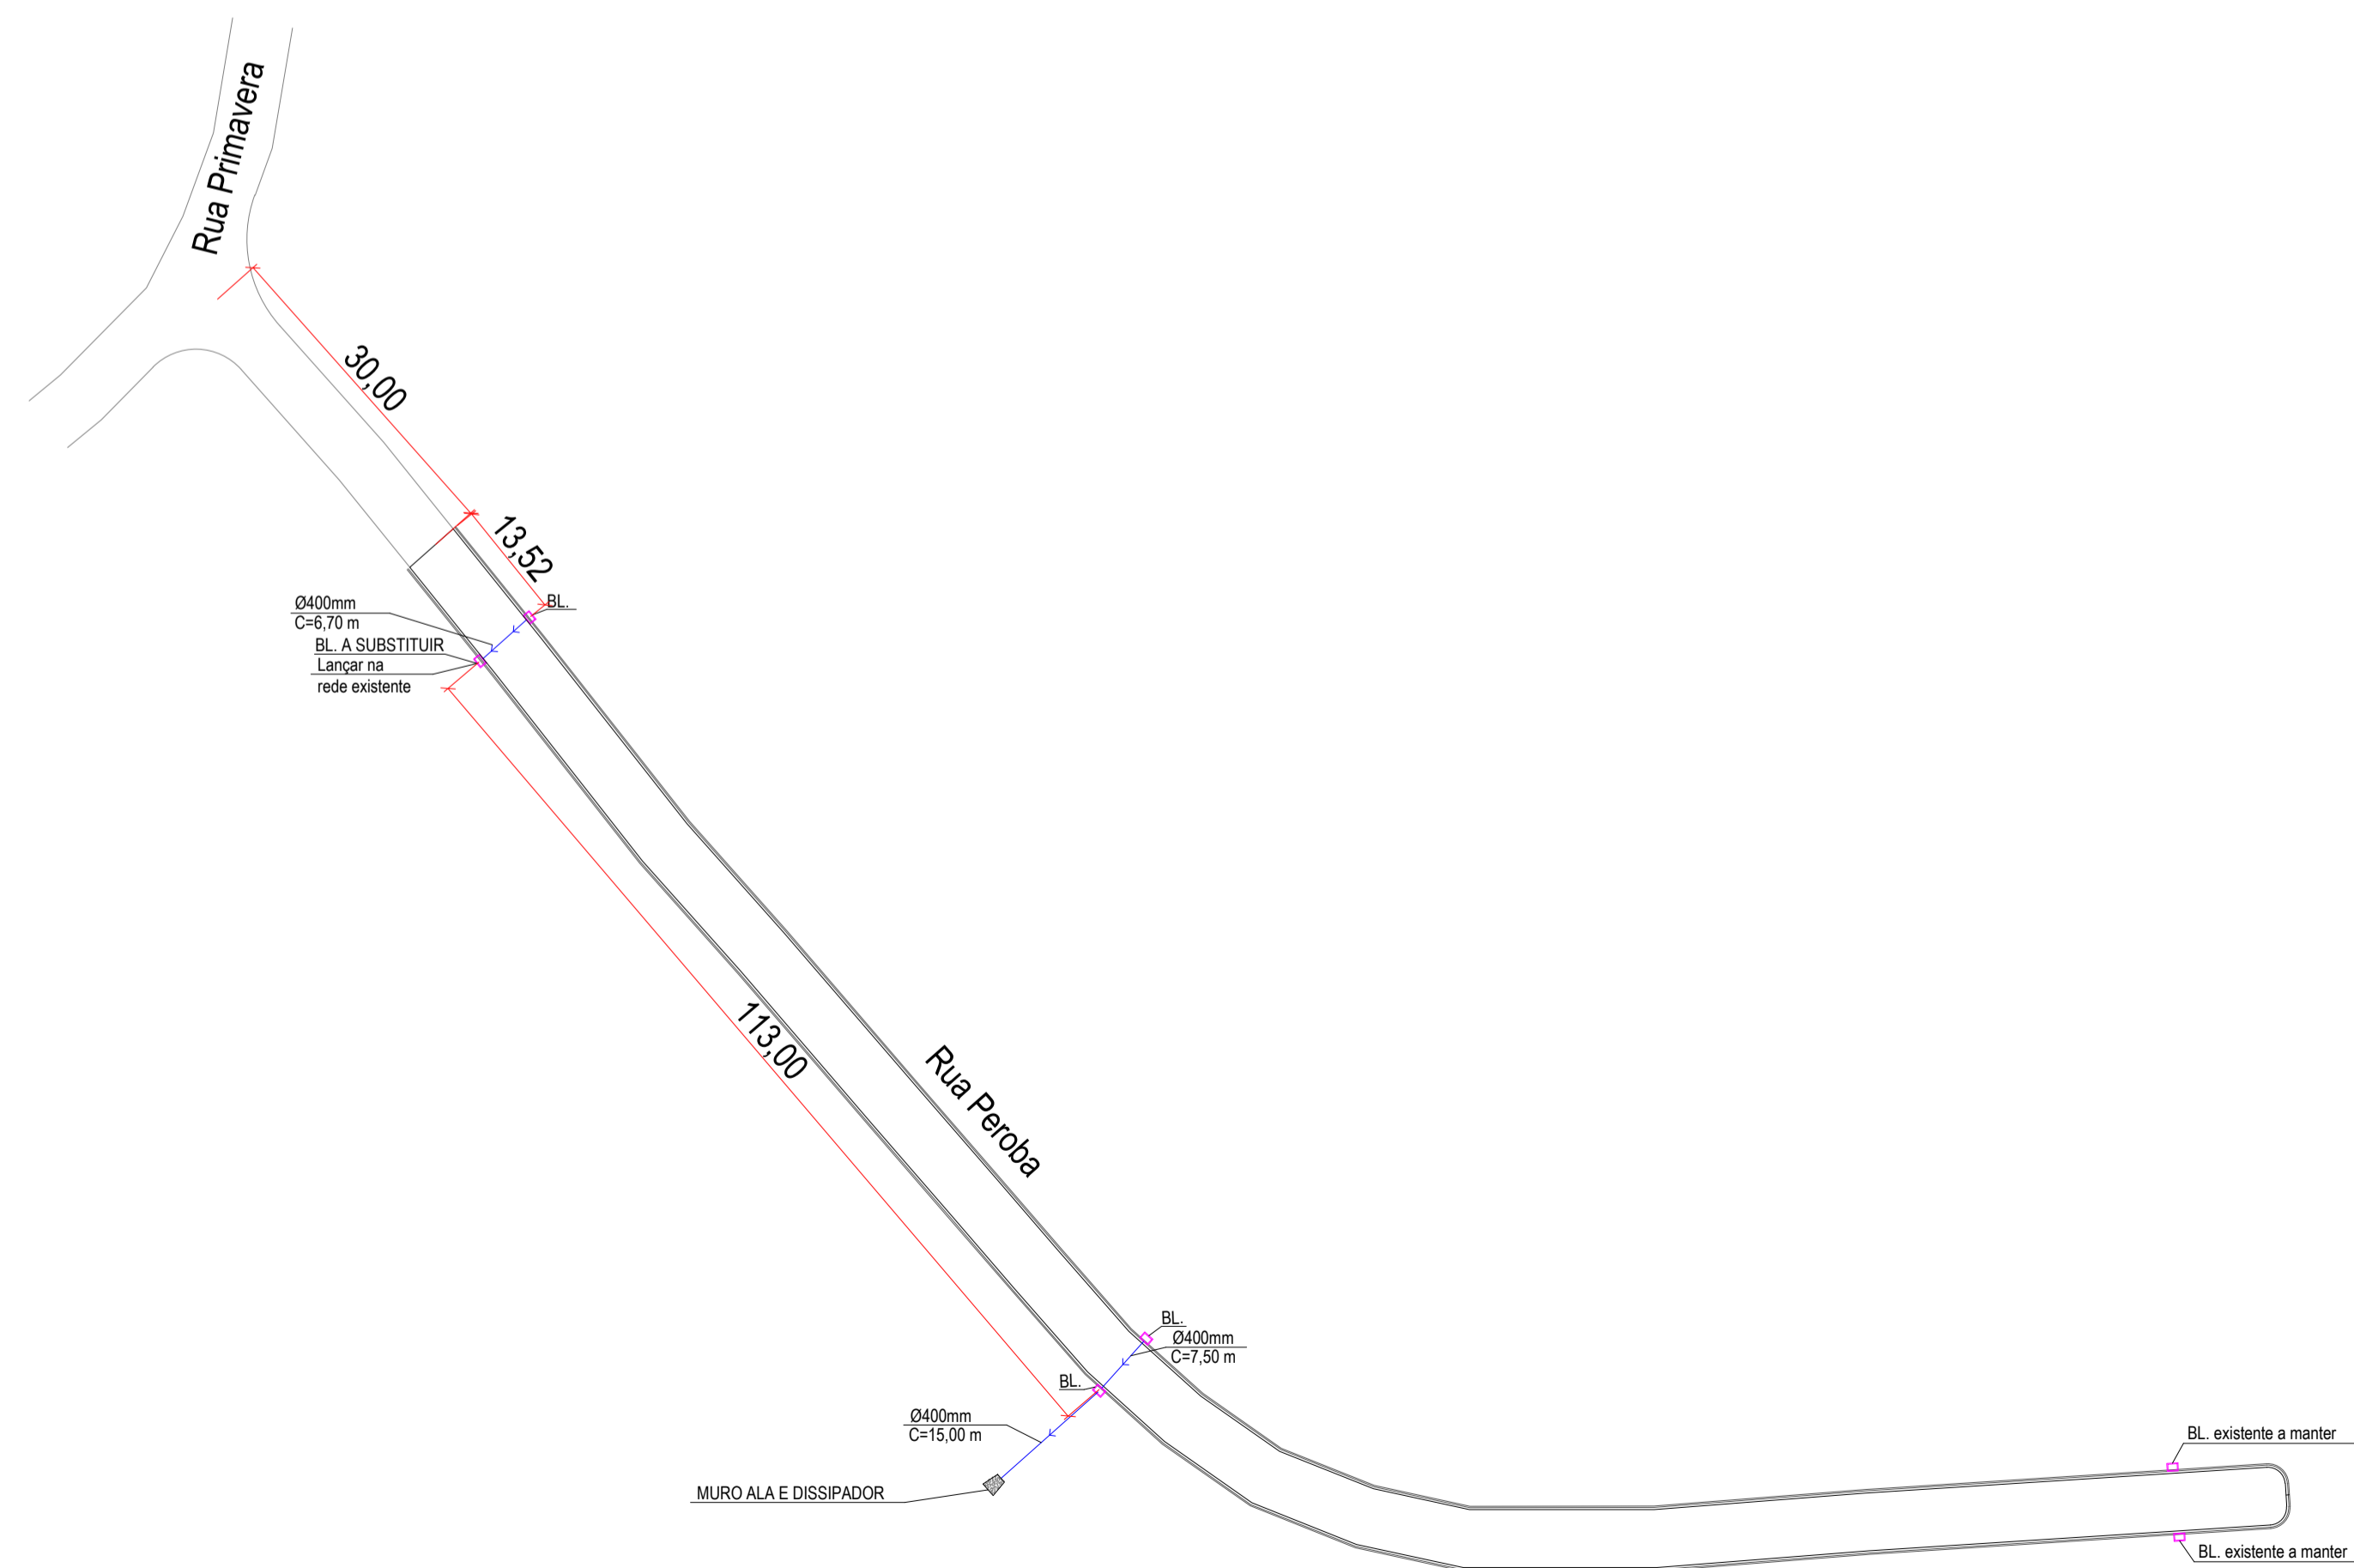 Rua Primavera
30,00
13,52
BL.
Ø400mm
C=6,70 m
BL. A SUBSTITUIR
Lançar na
rede existente
113,00
Rua Peroba
BL.
Ø400mm
C=7,50 m
BL.
Ø400mm
C=15,00 m
MURO ALA E DISSIPADOR
BL. existente a manter
BL. existente a manter